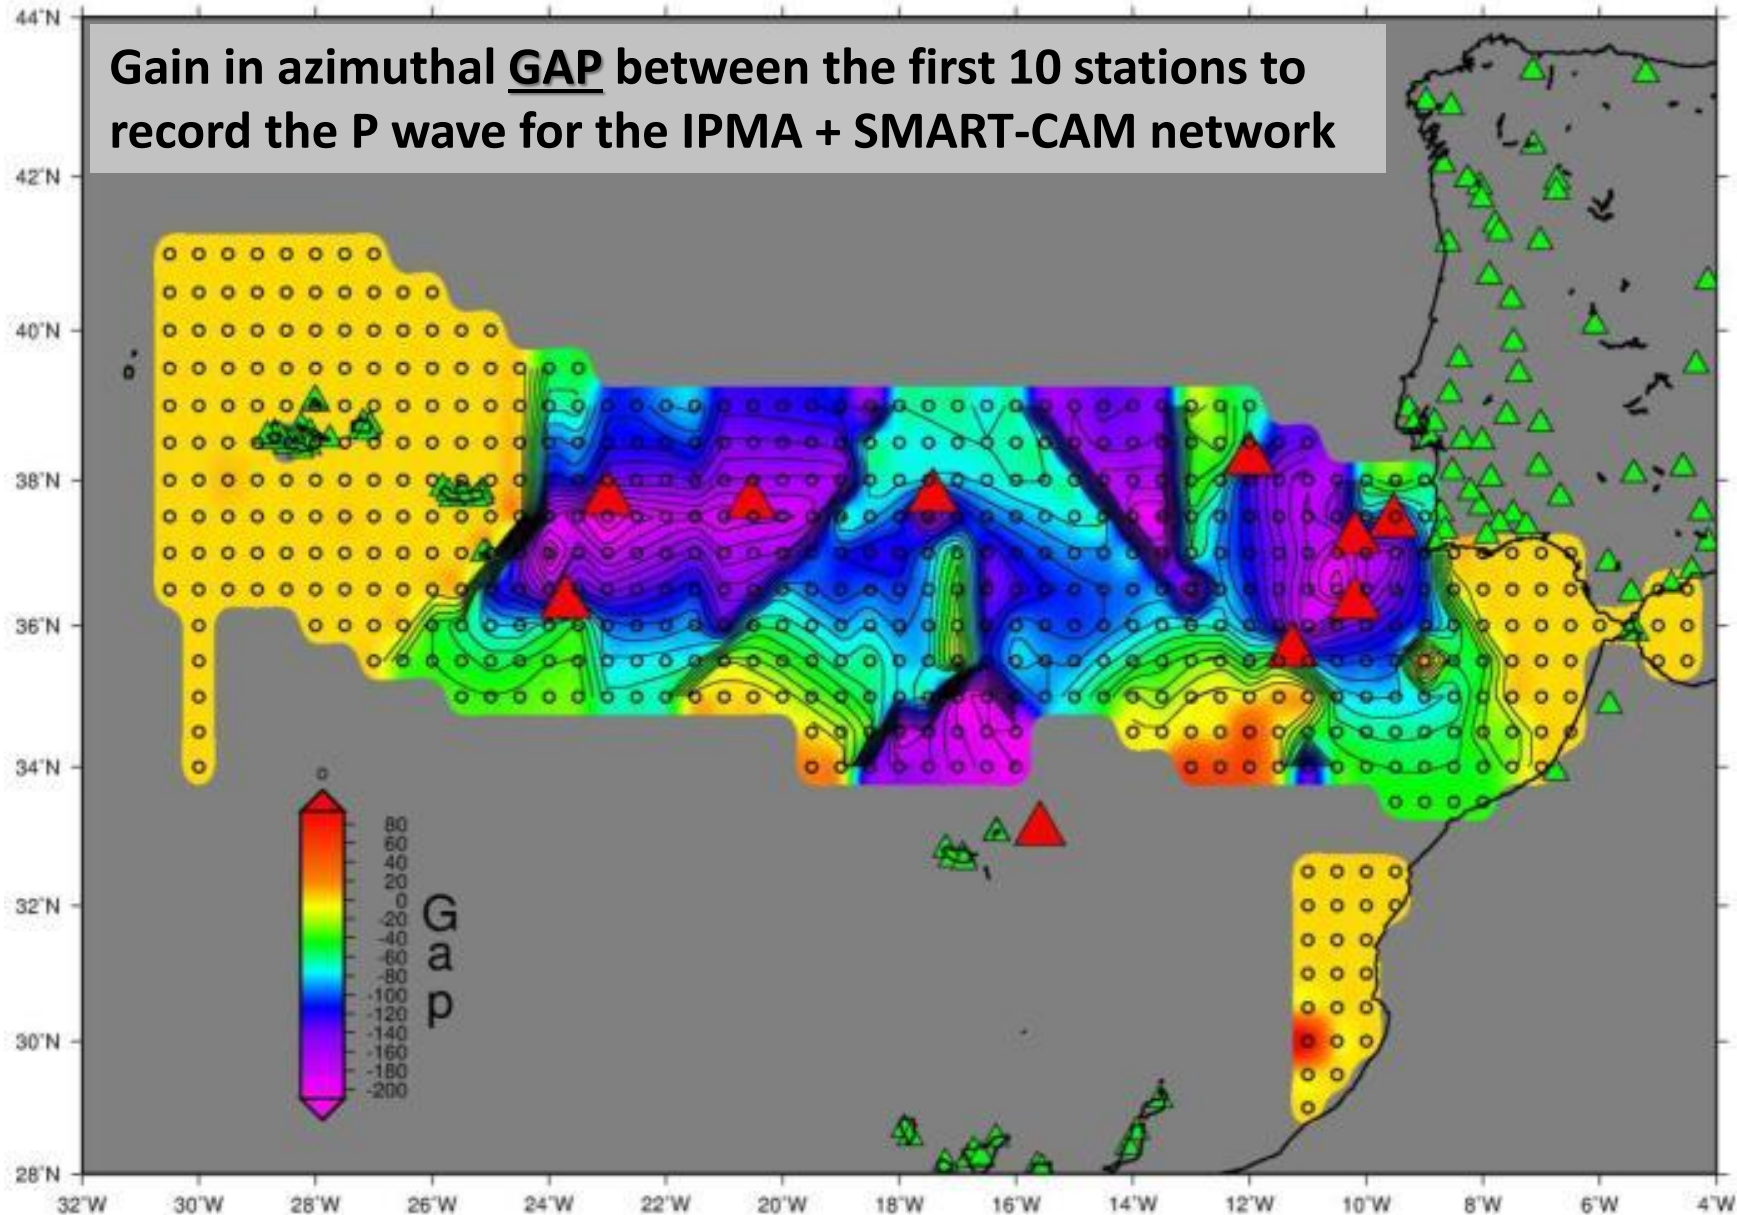 Gain in azimuthal GAP between the first 10 stations to
record the P wave for the IPMA + SMART-CAM network
44°N
42°N
40°N
38°N
36°N
34°N
32°N
30°N
28°N
80
60
40
20
0
-20
-40
-60
-80
-100
-120
-140
-160
-180
-200
G
a
p
32°W 30°W 28°W 26°W 24°W 22°W 20°W 18°W 16°W 14°W 12°W 10°W 8°W 6°W 4°W